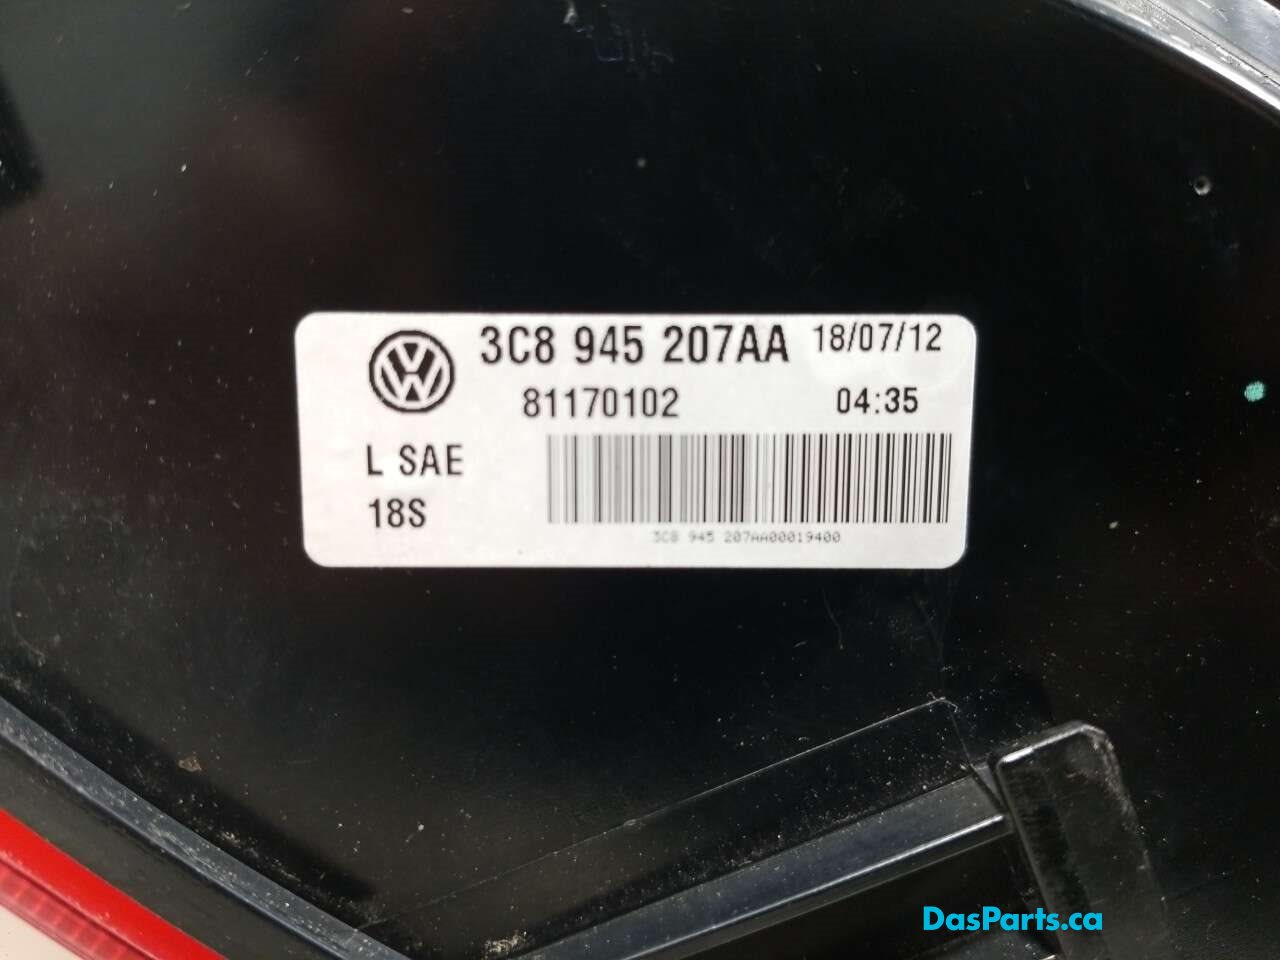 3C8 945 207AA 18/07/12
81170102 04:35
L SAE
18S
3C8 945 207AA00019400
DasParts.ca